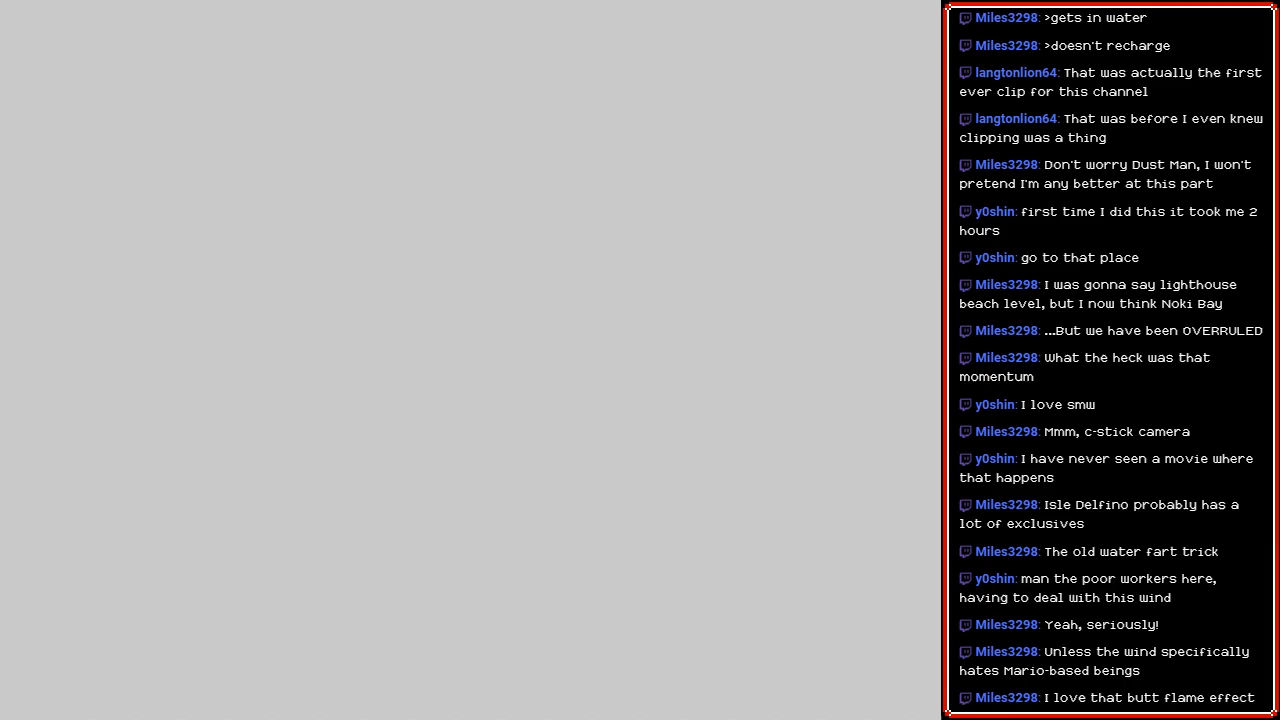 Miles3298: >gets in water
Miles3298: >doesn't recharge
langtonlion64: That was actually the first
ever clip for this channel
langtonlion64: That was before I even knew
clipping was a thing
Miles3298: Don't worry Dust Man, I won't
pretend I'm any better at this part
y0shin: first time I did this it took me 2
hours
y0shin: go to that place
Miles3298: I was gonna say lighthouse
beach level, but I now think Noki Bay
Miles3298: ...But we have been OVERRULED
Miles3298: What the heck was that
momentum
y0shin: I love smw
Miles3298: Mmm, c-stick camera
y0shin: I have never seen a movie where
that happens
Miles3298: Isle Delfino probably has a
lot of exclusives
Miles3298: The old water fart trick
y0shin: man the poor workers here,
having to deal with this wind
Miles3298: Yeah, seriously!
Miles3298: Unless the wind specifically
hates Mario-based beings
Miles3298: I love that butt flame effect